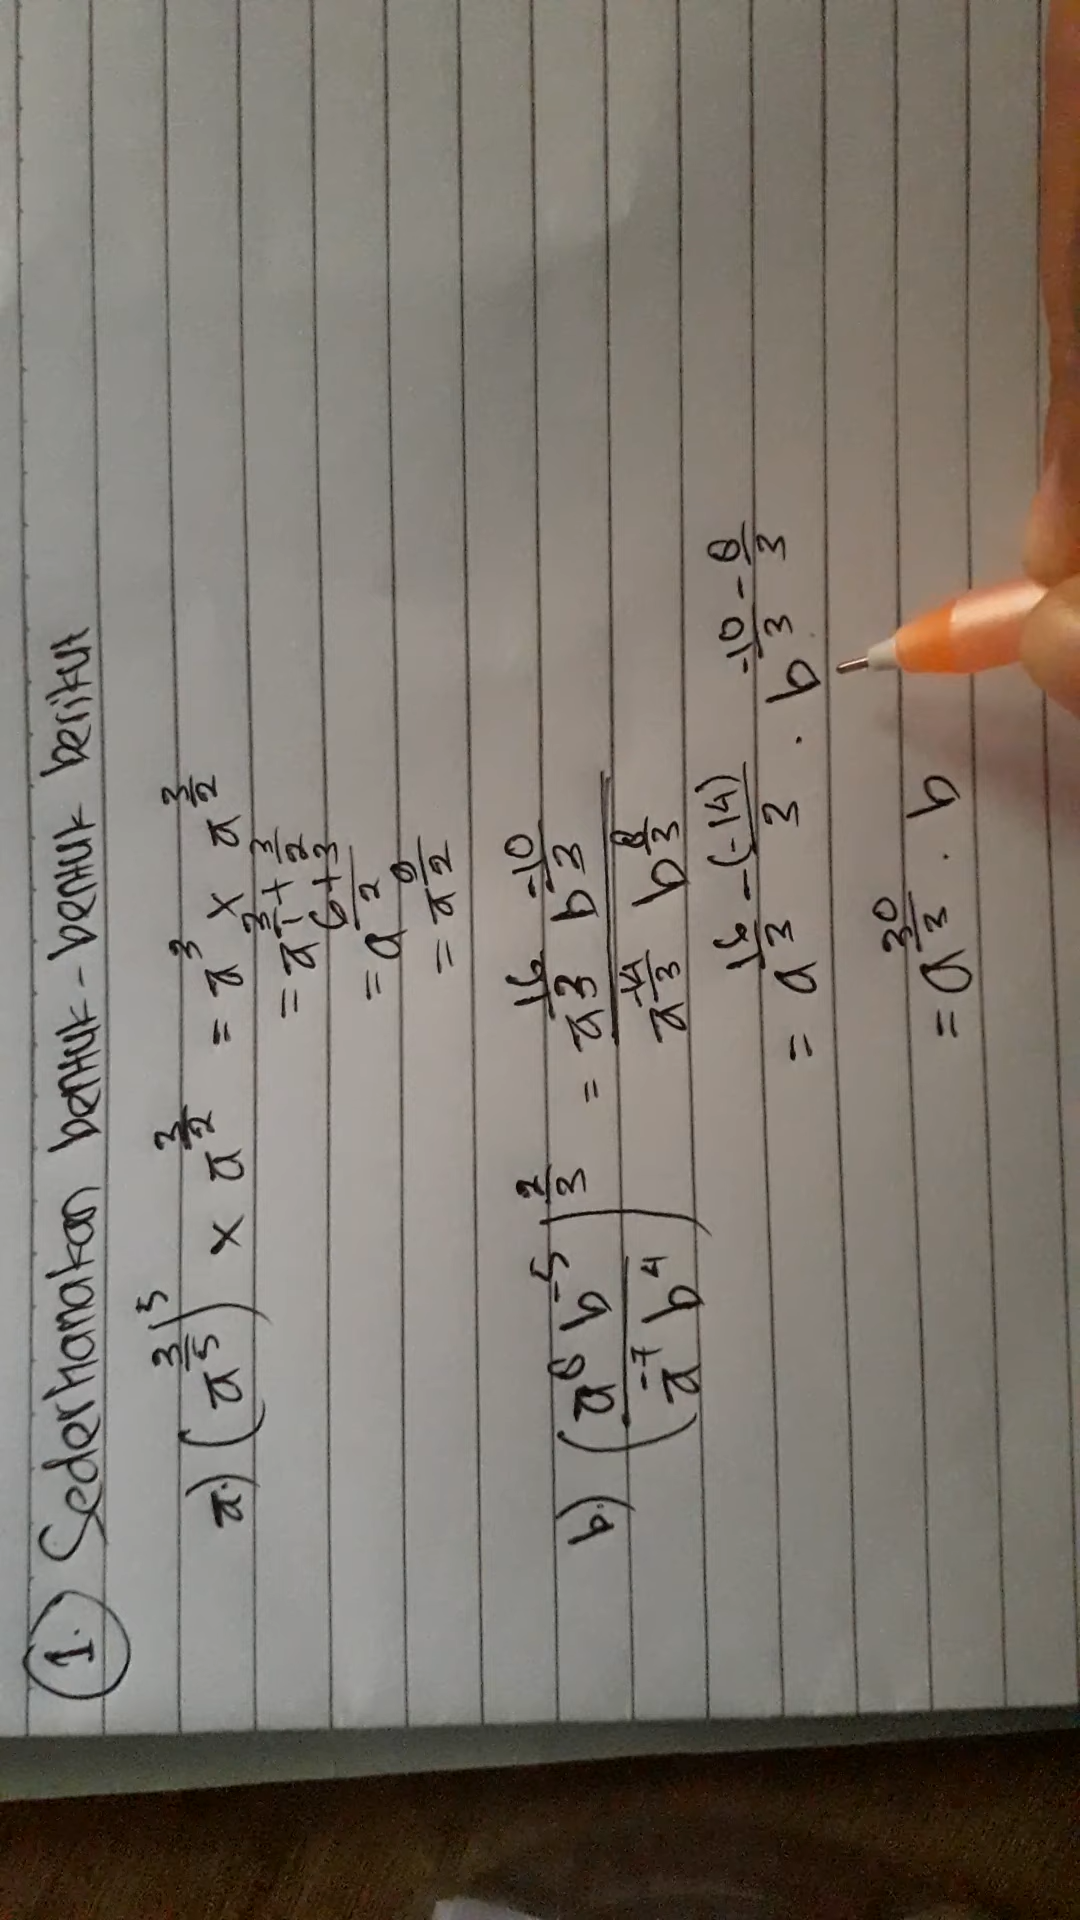 1.) Sederhanakan bentuk-bentuk berikut
a.) (a^(3/5))^5 × a^(3/2) = a^3 × a^(3/2)
= a^(3/1 + 3/2)
= a^((6+3)/2)
= a^(9/2)
b.) ((a^8 b^-5)/(a^-7 b^4))^(2/3) = (a^(16/3) b^(-10/3))/(a^(-14/3) b^(8/3))
= a^(16/3 - (-14)/3) . b^(-10/3 - 8/3)
= a^(30/3) . b